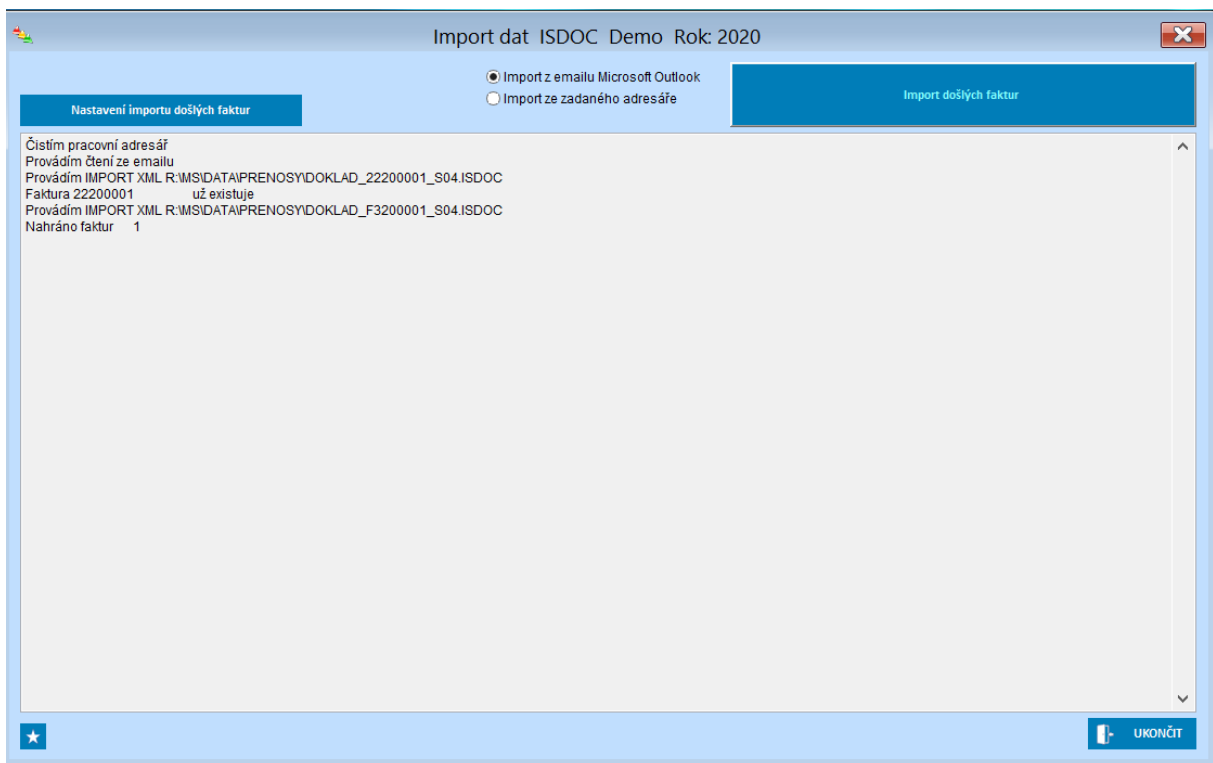 Import dat ISDOC Demo Rok: 2020
Import z emailu Microsoft Outlook
Import ze zadaného adresáře
Nastavení importu došlých faktur
Import došlých faktur
Čistím pracovní adresář
Provádím čtení ze emailu
Provádím IMPORT XML R:\MS\DATA\PRENOSY\DOKLAD_22200001_S04.ISDOC
Faktura 22200001 už existuje
Provádím IMPORT XML R:\MS\DATA\PRENOSY\DOKLAD_F3200001_S04.ISDOC
Nahráno faktur 1
UKONČIT